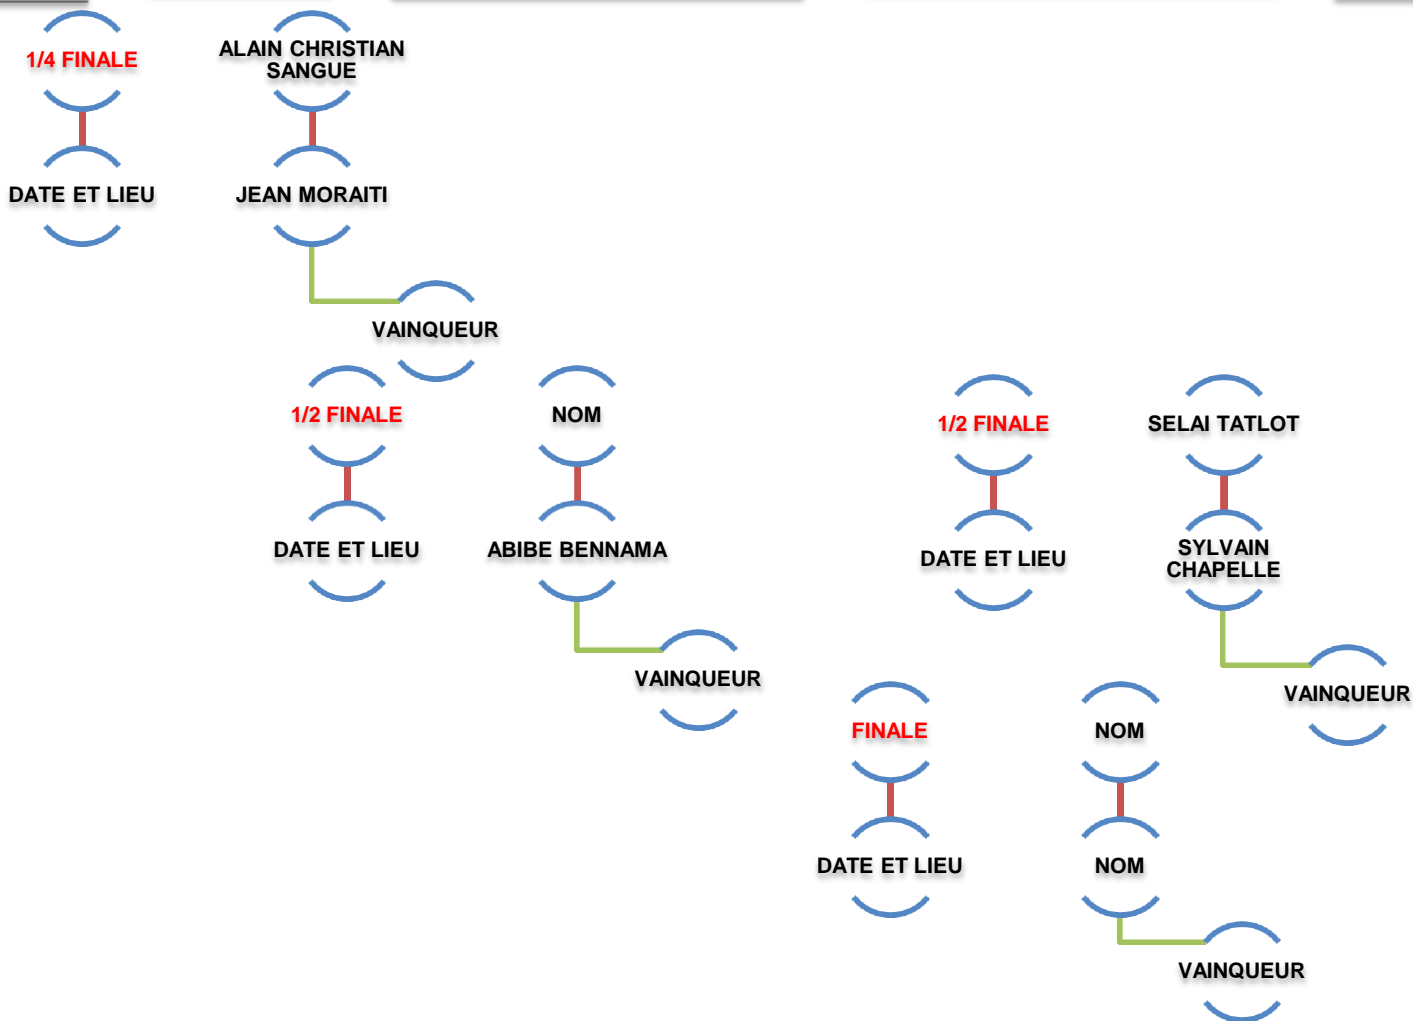 1/4 FINALE
ALAIN CHRISTIAN
SANGUE
DATE ET LIEU
JEAN MORAITI
VAINQUEUR
1/2 FINALE
NOM
DATE ET LIEU
ABIBE BENNAMA
VAINQUEUR
1/2 FINALE
SELAI TATLOT
DATE ET LIEU
SYLVAIN
CHAPELLE
VAINQUEUR
FINALE
NOM
DATE ET LIEU
NOM
VAINQUEUR